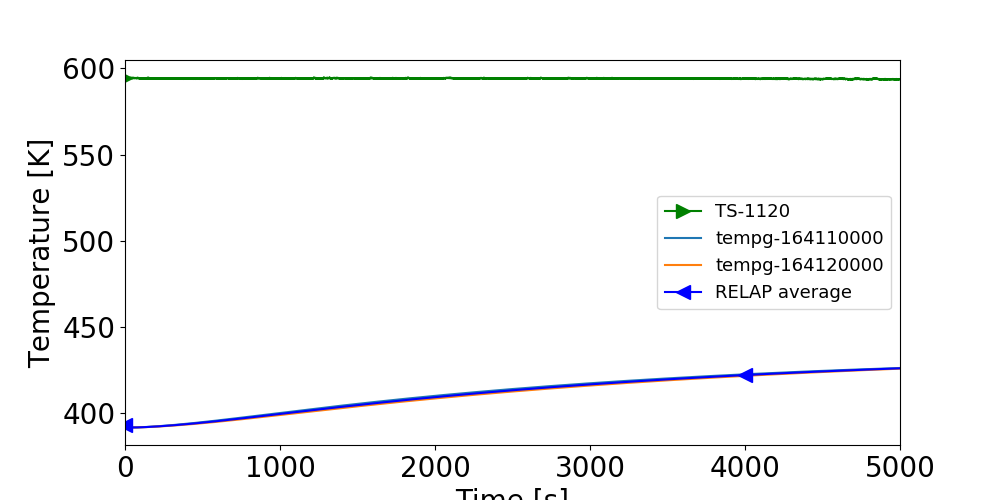 600
550
500
450
400
Temperature [K]
TS-1120
tempg-164110000
tempg-164120000
RELAP average
0 1000 2000 3000 4000 5000
Time [s]